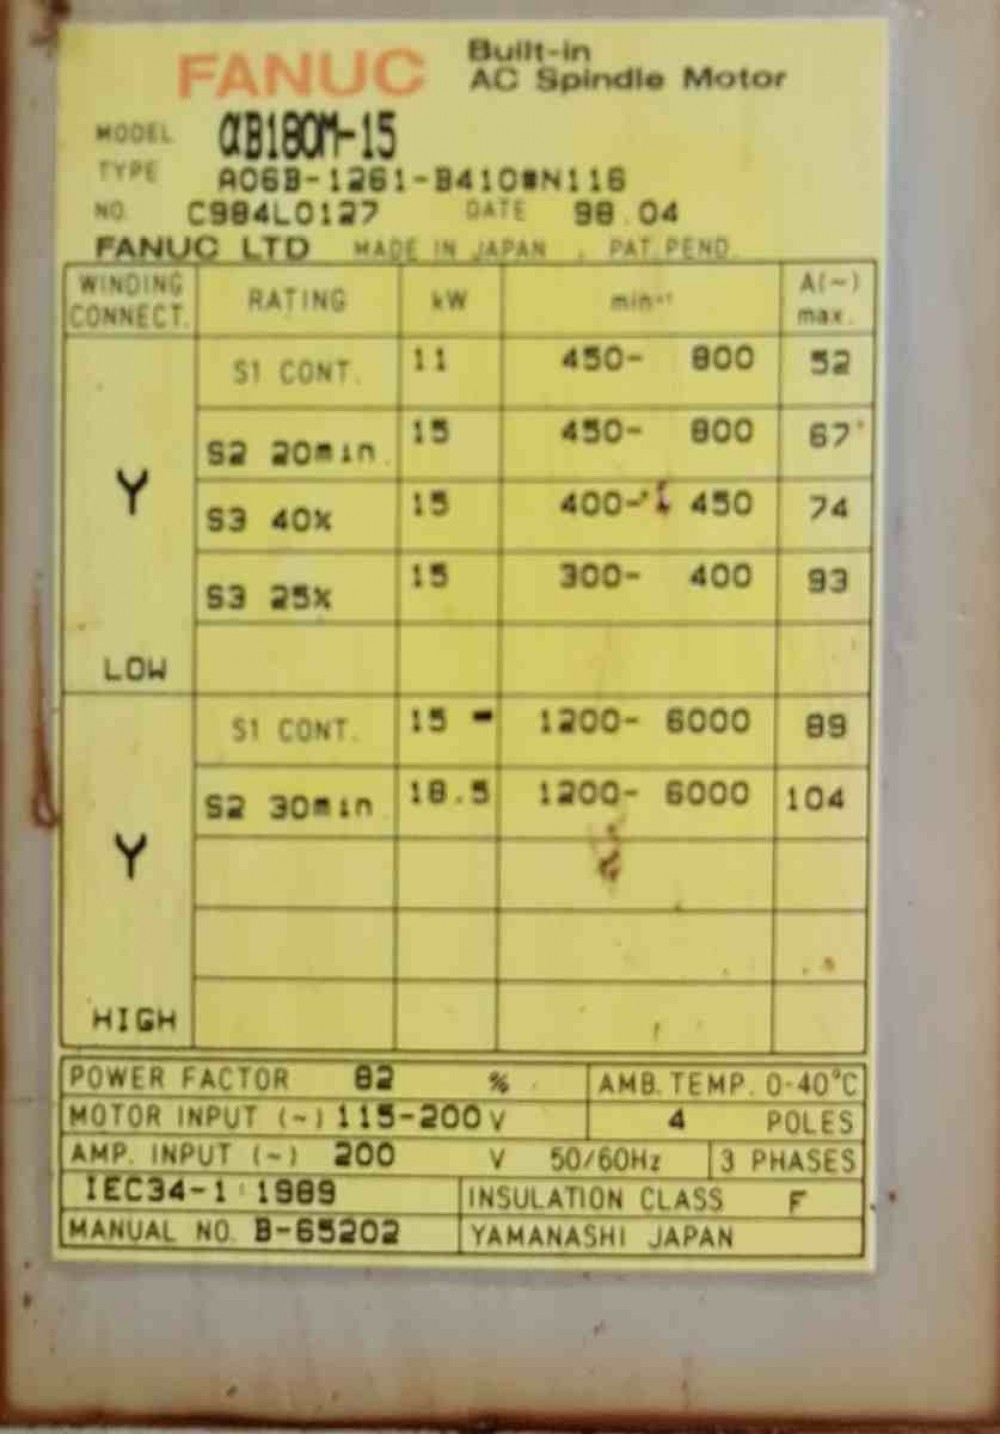 FANUC Built-in
AC Spindle Motor
MODEL αB180M-15
TYPE A06B-1261-B410#N116
NO. C984L0127 DATE 98.04
FANUC LTD MADE IN JAPAN , PAT.PEND.
WINDING CONNECT. RATING kW min⁻¹ A(~) max.
Y LOW
S1 CONT. 11 450- 800 52
S2 20min. 15 450- 800 67
S3 40% 15 400- 450 74
S3 25% 15 300- 400 93
Y HIGH
S1 CONT. 15 1200- 6000 89
S2 30min. 18.5 1200- 6000 104
POWER FACTOR 82 % AMB.TEMP. 0-40°C
MOTOR INPUT (~) 115-200 V 4 POLES
AMP. INPUT (~) 200 V 50/60Hz 3 PHASES
IEC34-1:1989 INSULATION CLASS F
MANUAL NO. B-65202 YAMANASHI JAPAN